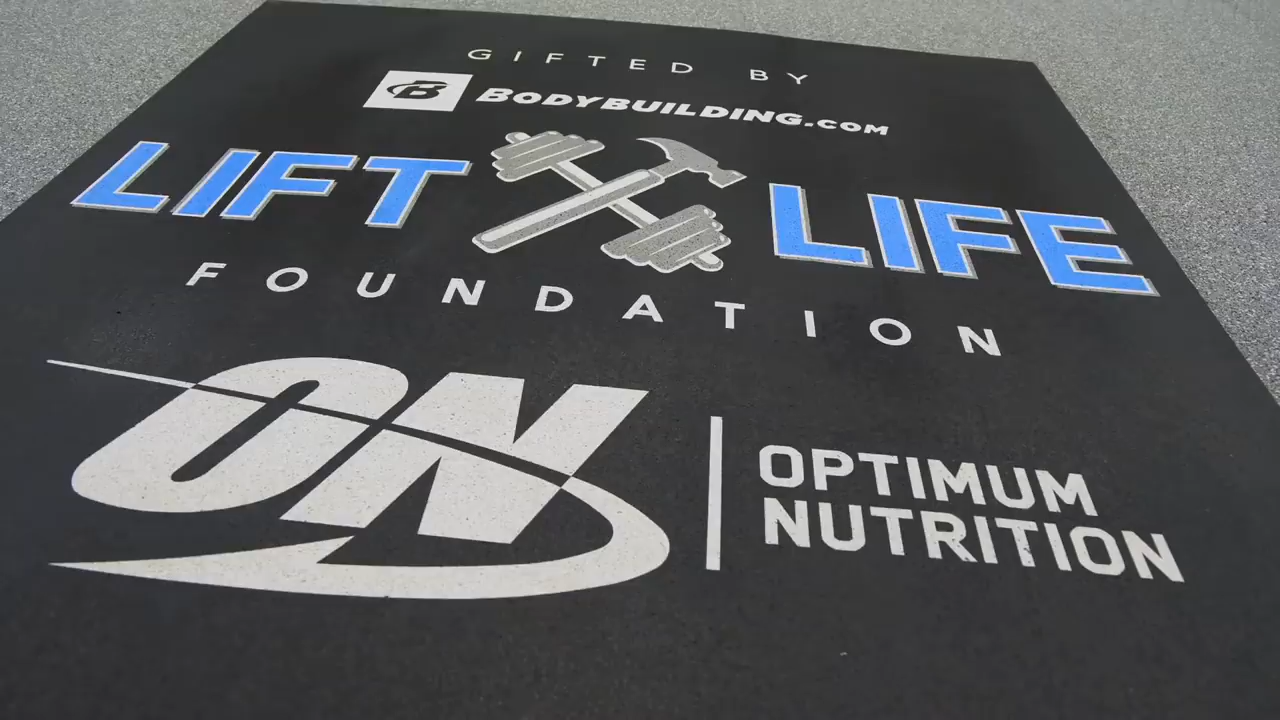 GIFTED BY
B BODYBUILDING.COM
LIFT LIFE
FOUNDATION
ON
OPTIMUM
NUTRITION